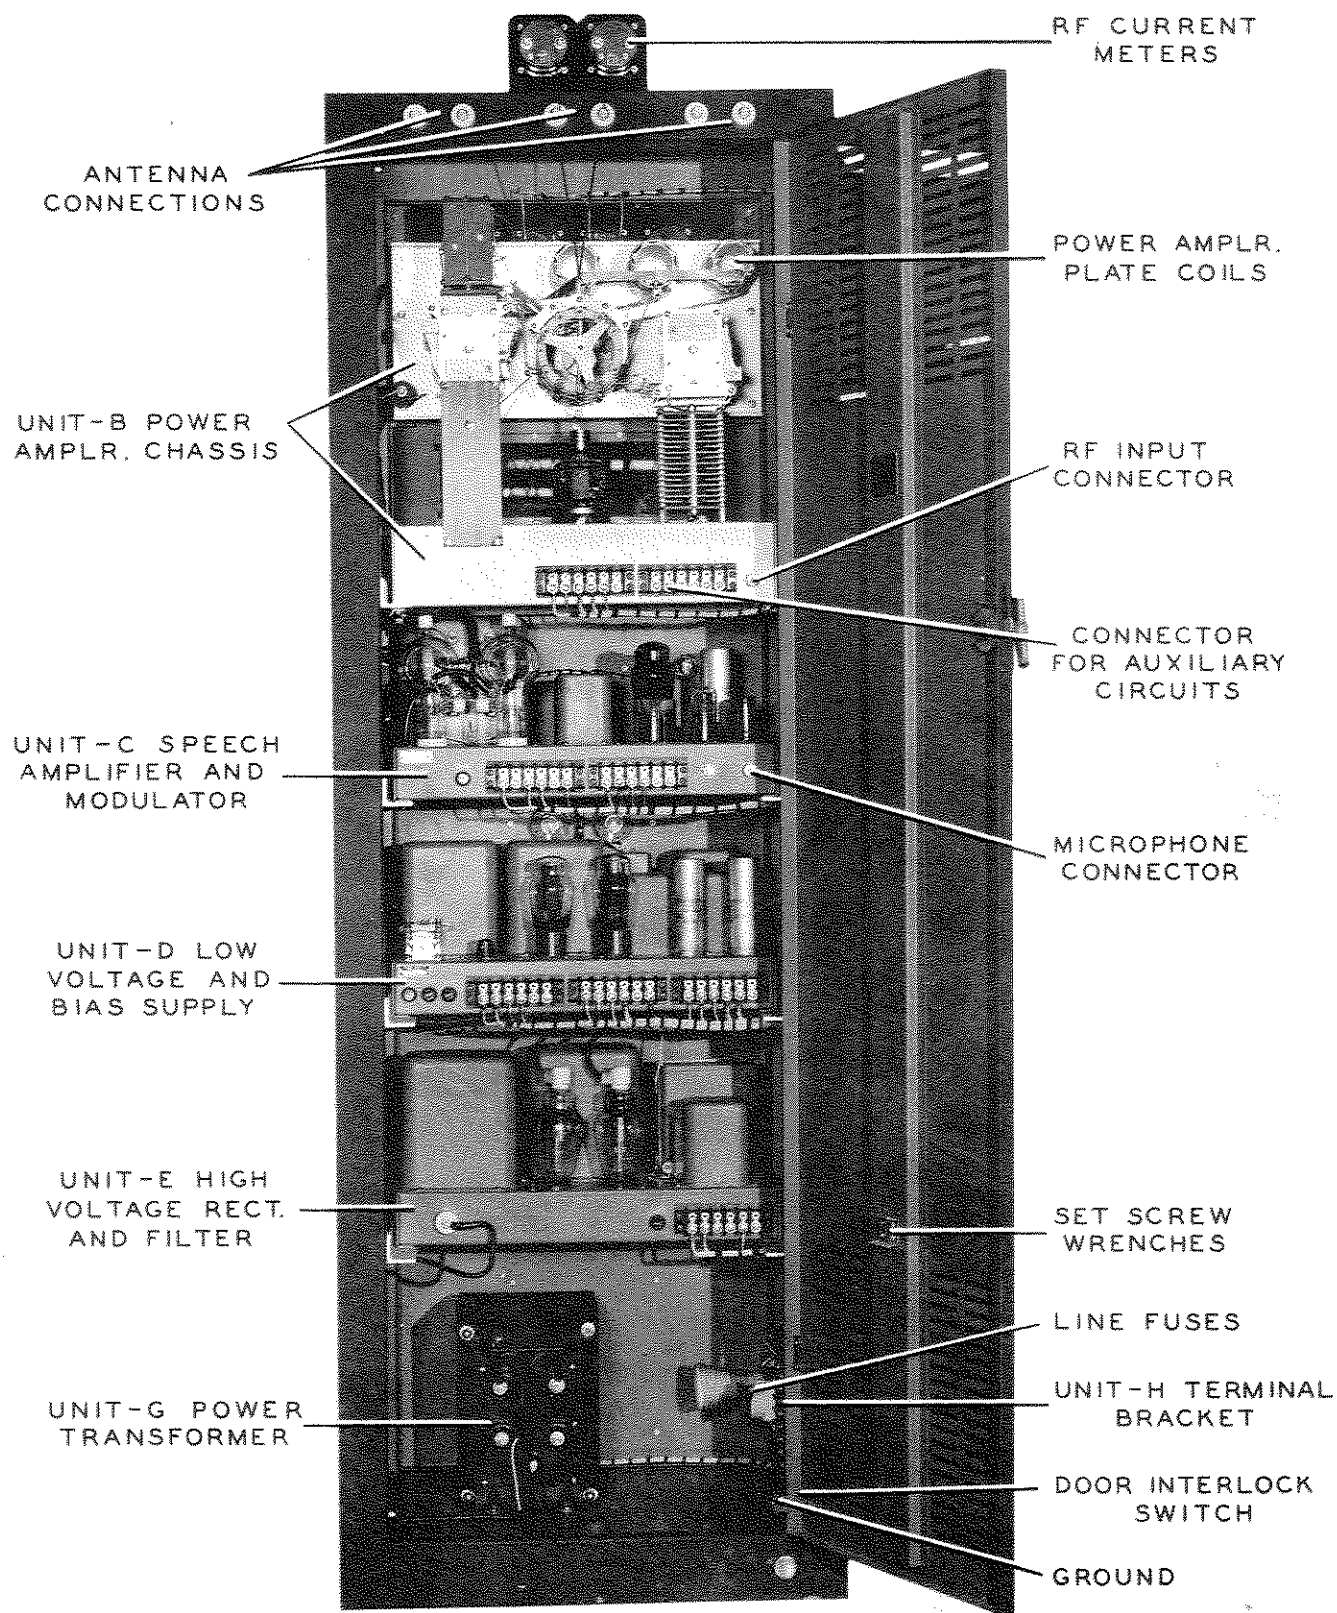 RF CURRENT
METERS
ANTENNA
CONNECTIONS
POWER AMPLR.
PLATE COILS
UNIT-B POWER
AMPLR. CHASSIS
RF INPUT
CONNECTOR
CONNECTOR
FOR AUXILIARY
CIRCUITS
UNIT-C SPEECH
AMPLIFIER AND
MODULATOR
MICROPHONE
CONNECTOR
UNIT-D LOW
VOLTAGE AND
BIAS SUPPLY
UNIT-E HIGH
VOLTAGE RECT.
AND FILTER
SET SCREW
WRENCHES
LINE FUSES
UNIT-H TERMINAL
BRACKET
UNIT-G POWER
TRANSFORMER
DOOR INTERLOCK
SWITCH
GROUND